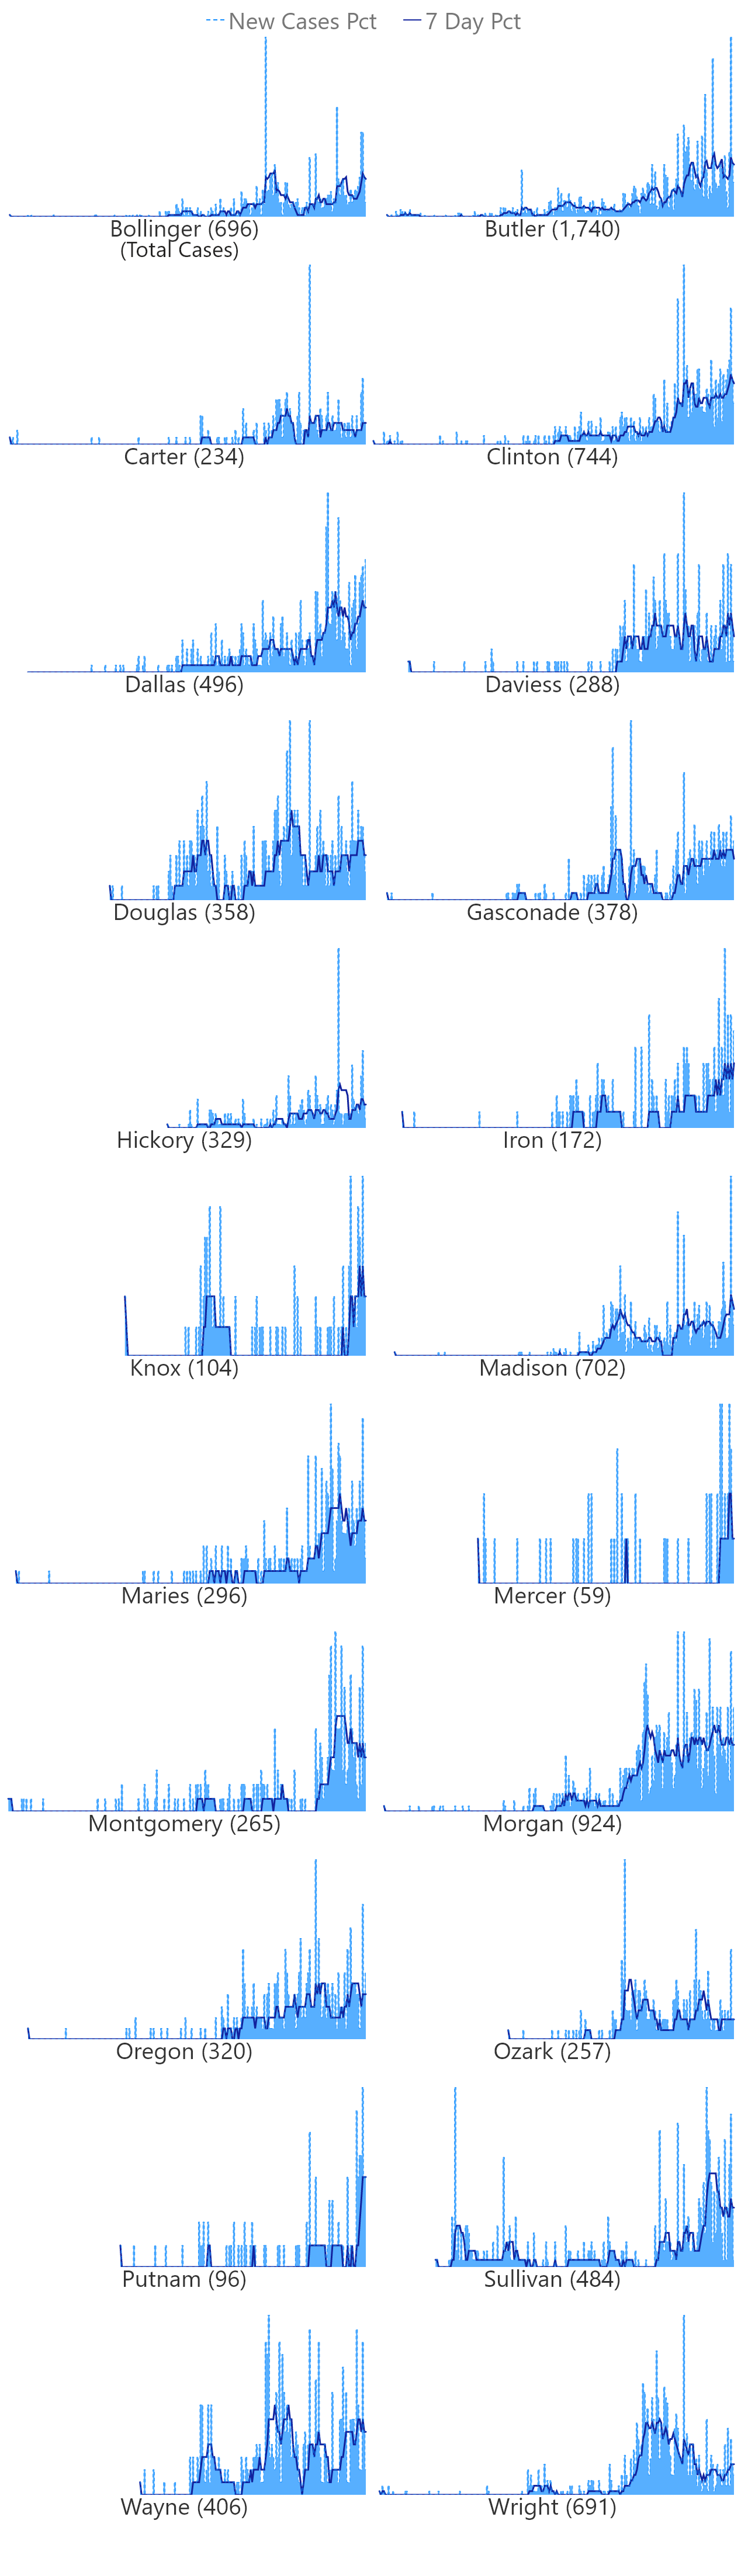 New Cases Pct 7 Day Pct
Bollinger (696) Butler (1,740)
(Total Cases)
Carter (234) Clinton (744)
Dallas (496) Daviess (288)
Douglas (358) Gasconade (378)
Hickory (329) Iron (172)
Knox (104) Madison (702)
Maries (296) Mercer (59)
Montgomery (265) Morgan (924)
Oregon (320) Ozark (257)
Putnam (96) Sullivan (484)
Wayne (406) Wright (691)